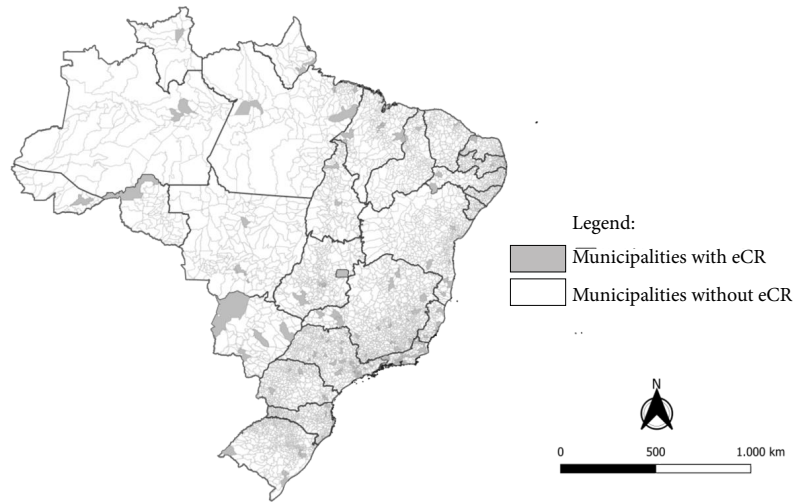 Legend:
Municipalities with eCR
Municipalities without eCR
N
0 500 1.000 km